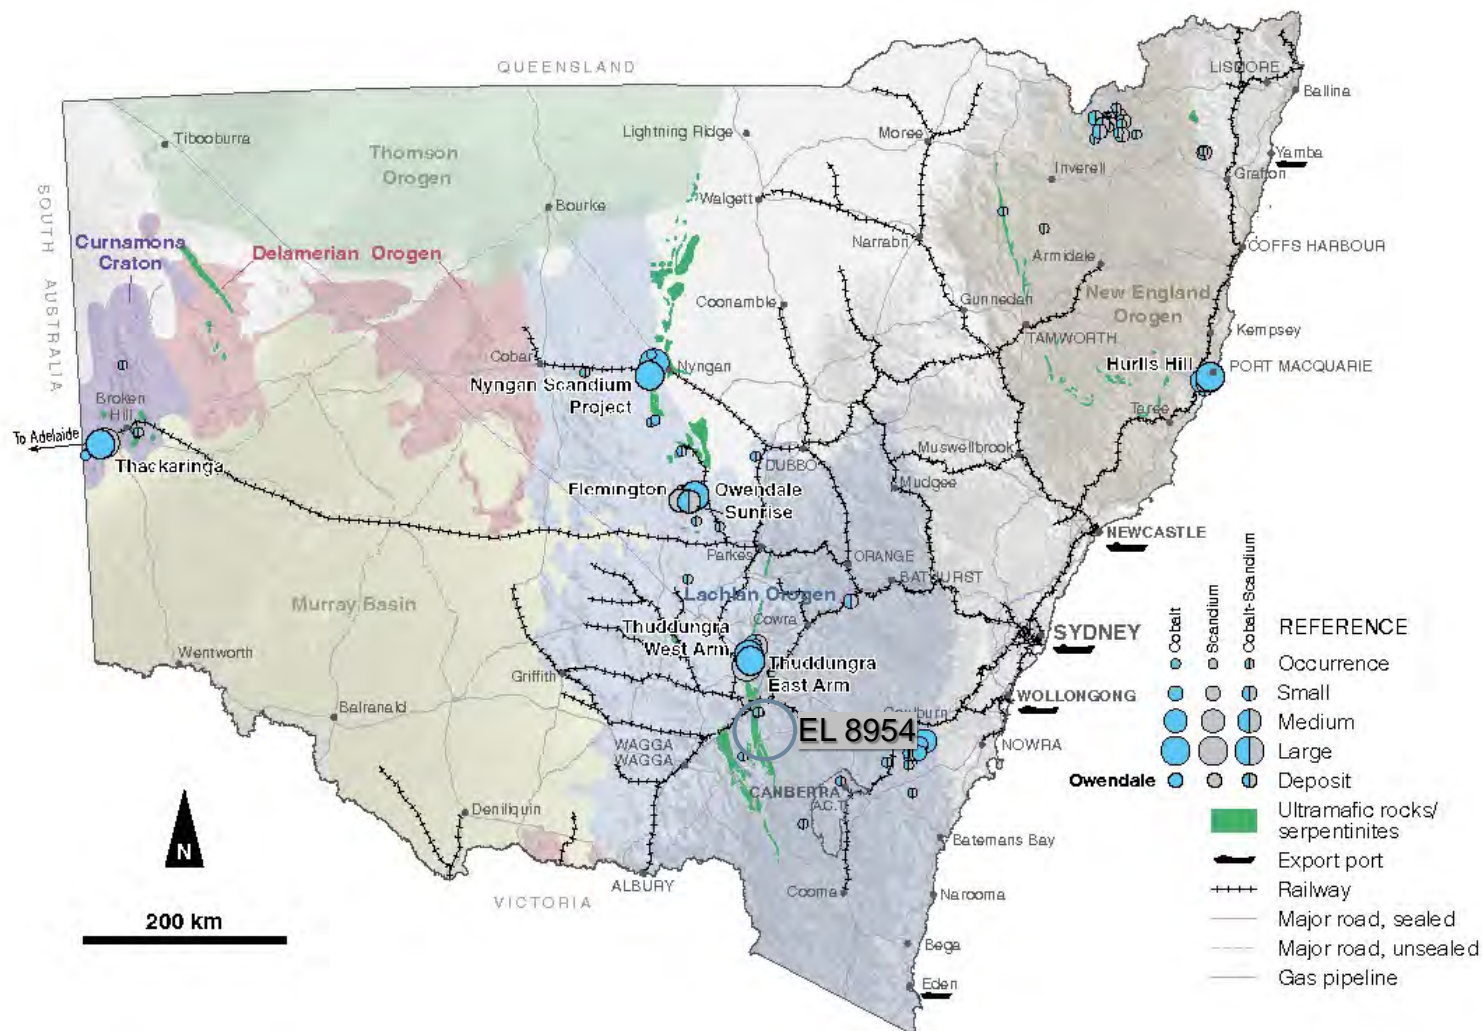 QUEENSLAND
LISMORE
Ballina
Tibooburra
Lightning Ridge
Moree
Thomson
Orogen
Inverell
Yamba
Grafton
SOUTH AUSTRALIA
Bourke
Walgett
Curnamona
Craton
Delamerian Orogen
Narrabri
Armidale
COFFS HARBOUR
Coonamble
Gunnedah
New England
Orogen
Kempsey
TAMWORTH
Cobar
Nyngan
Hurlls Hill
PORT MACQUARIE
Nyngan Scandium
Project
Broken
Hill
Taree
To Adelaide
Thackaringa
DUBBO
Muswellbrook
Flemington
Owendale
Sunrise
Mudgee
NEWCASTLE
Parkes
ORANGE
BATHURST
Murray Basin
Lachlan Orogen
Cowra
Thuddungra
West Arm
SYDNEY
Thuddungra
East Arm
Wentworth
Griffith
WOLLONGONG
Balranald
Goulburn
EL 8954
WAGGA
WAGGA
NOWRA
CANBERRA
A.C.T.
Deniliquin
Batemans Bay
ALBURY
Cooma
Narooma
VICTORIA
Bega
Eden
N
200 km
Cobalt
Scandium
Cobalt-Scandium
REFERENCE
Occurrence
Small
Medium
Large
Owendale
Deposit
Ultramafic rocks/
serpentinites
Export port
Railway
Major road, sealed
Major road, unsealed
Gas pipeline